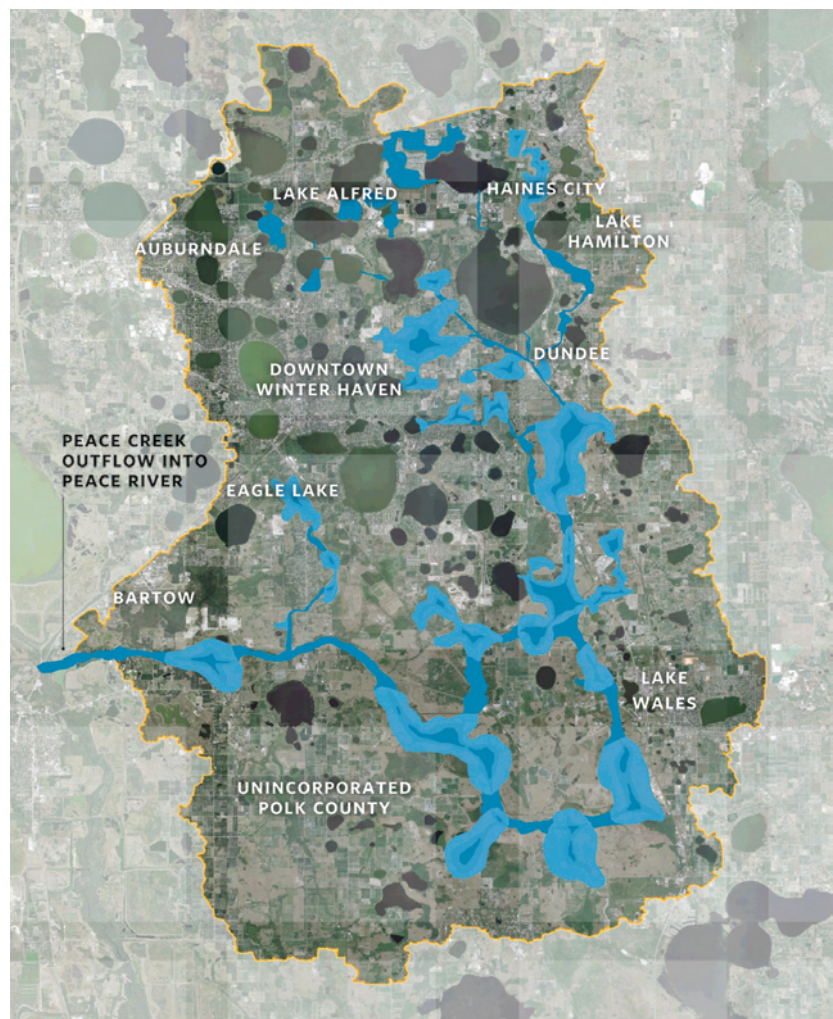 LAKE ALFRED
HAINES CITY
LAKE
HAMILTON
AUBURNDALE
DUNDEE
DOWNTOWN
WINTER HAVEN
PEACE CREEK
OUTFLOW INTO
PEACE RIVER
EAGLE LAKE
BARTOW
LAKE
WALES
UNINCORPORATED
POLK COUNTY